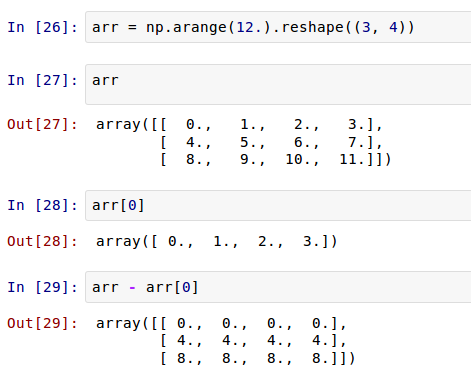 In [26]: arr = np.arange(12.).reshape((3, 4))
In [27]: arr
Out[27]: array([[  0.,   1.,   2.,   3.],
       [  4.,   5.,   6.,   7.],
       [  8.,   9.,  10.,  11.]])
In [28]: arr[0]
Out[28]: array([ 0.,  1.,  2.,  3.])
In [29]: arr - arr[0]
Out[29]: array([[ 0.,  0.,  0.,  0.],
       [ 4.,  4.,  4.,  4.],
       [ 8.,  8.,  8.,  8.]])